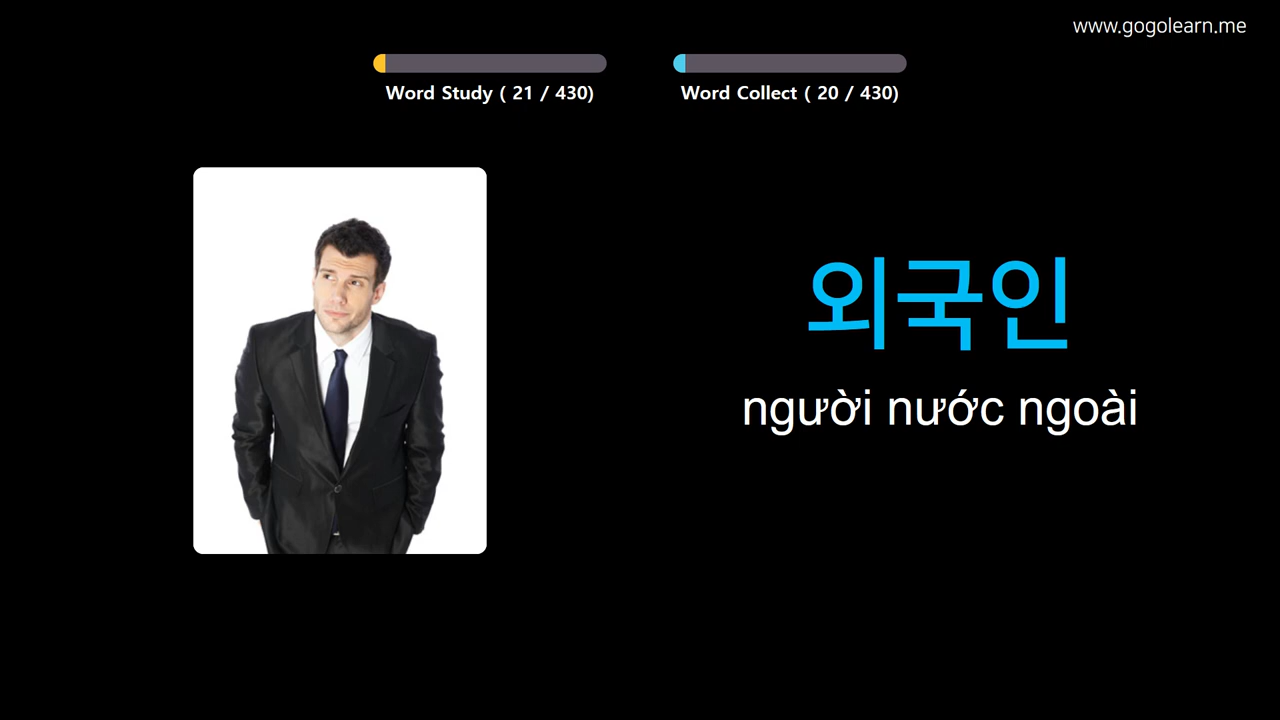 www.gogolearn.me
Word Study ( 21 / 430)
Word Collect ( 20 / 430)
외국인
người nước ngoài